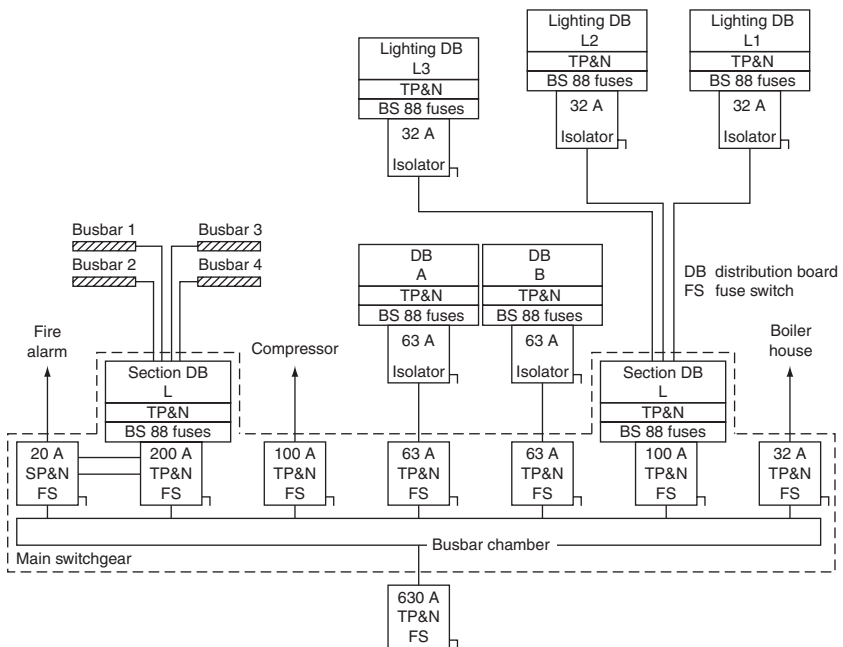 Lighting DB
L3
TP&N
BS 88 fuses
32 A
Isolator
Lighting DB
L2
TP&N
BS 88 fuses
32 A
Isolator
Lighting DB
L1
TP&N
BS 88 fuses
32 A
Isolator
Busbar 1
Busbar 3
Busbar 2
Busbar 4
DB
A
TP&N
BS 88 fuses
63 A
Isolator
DB
B
TP&N
BS 88 fuses
63 A
Isolator
DB distribution board
FS fuse switch
Fire
alarm
Compressor
Boiler
house
Section DB
L
TP&N
BS 88 fuses
Section DB
L
TP&N
BS 88 fuses
20 A
SP&N
FS
200 A
TP&N
FS
100 A
TP&N
FS
63 A
TP&N
FS
63 A
TP&N
FS
100 A
TP&N
FS
32 A
TP&N
FS
Busbar chamber
Main switchgear
630 A
TP&N
FS